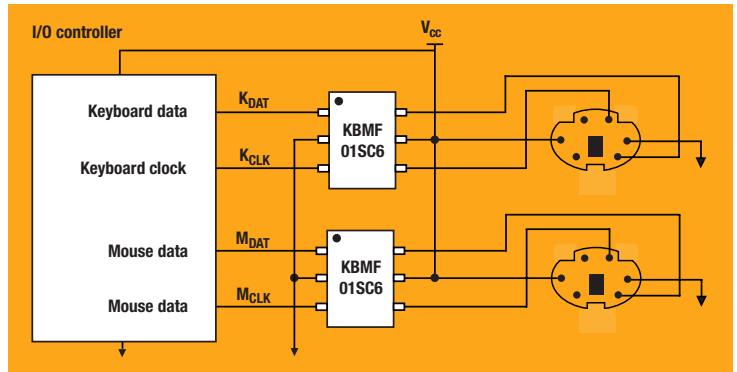 I/O controller
Vcc
Keyboard data
KDAT
KBMF
01SC6
Keyboard clock
KCLK
Mouse data
MDAT
KBMF
01SC6
Mouse data
MCLK